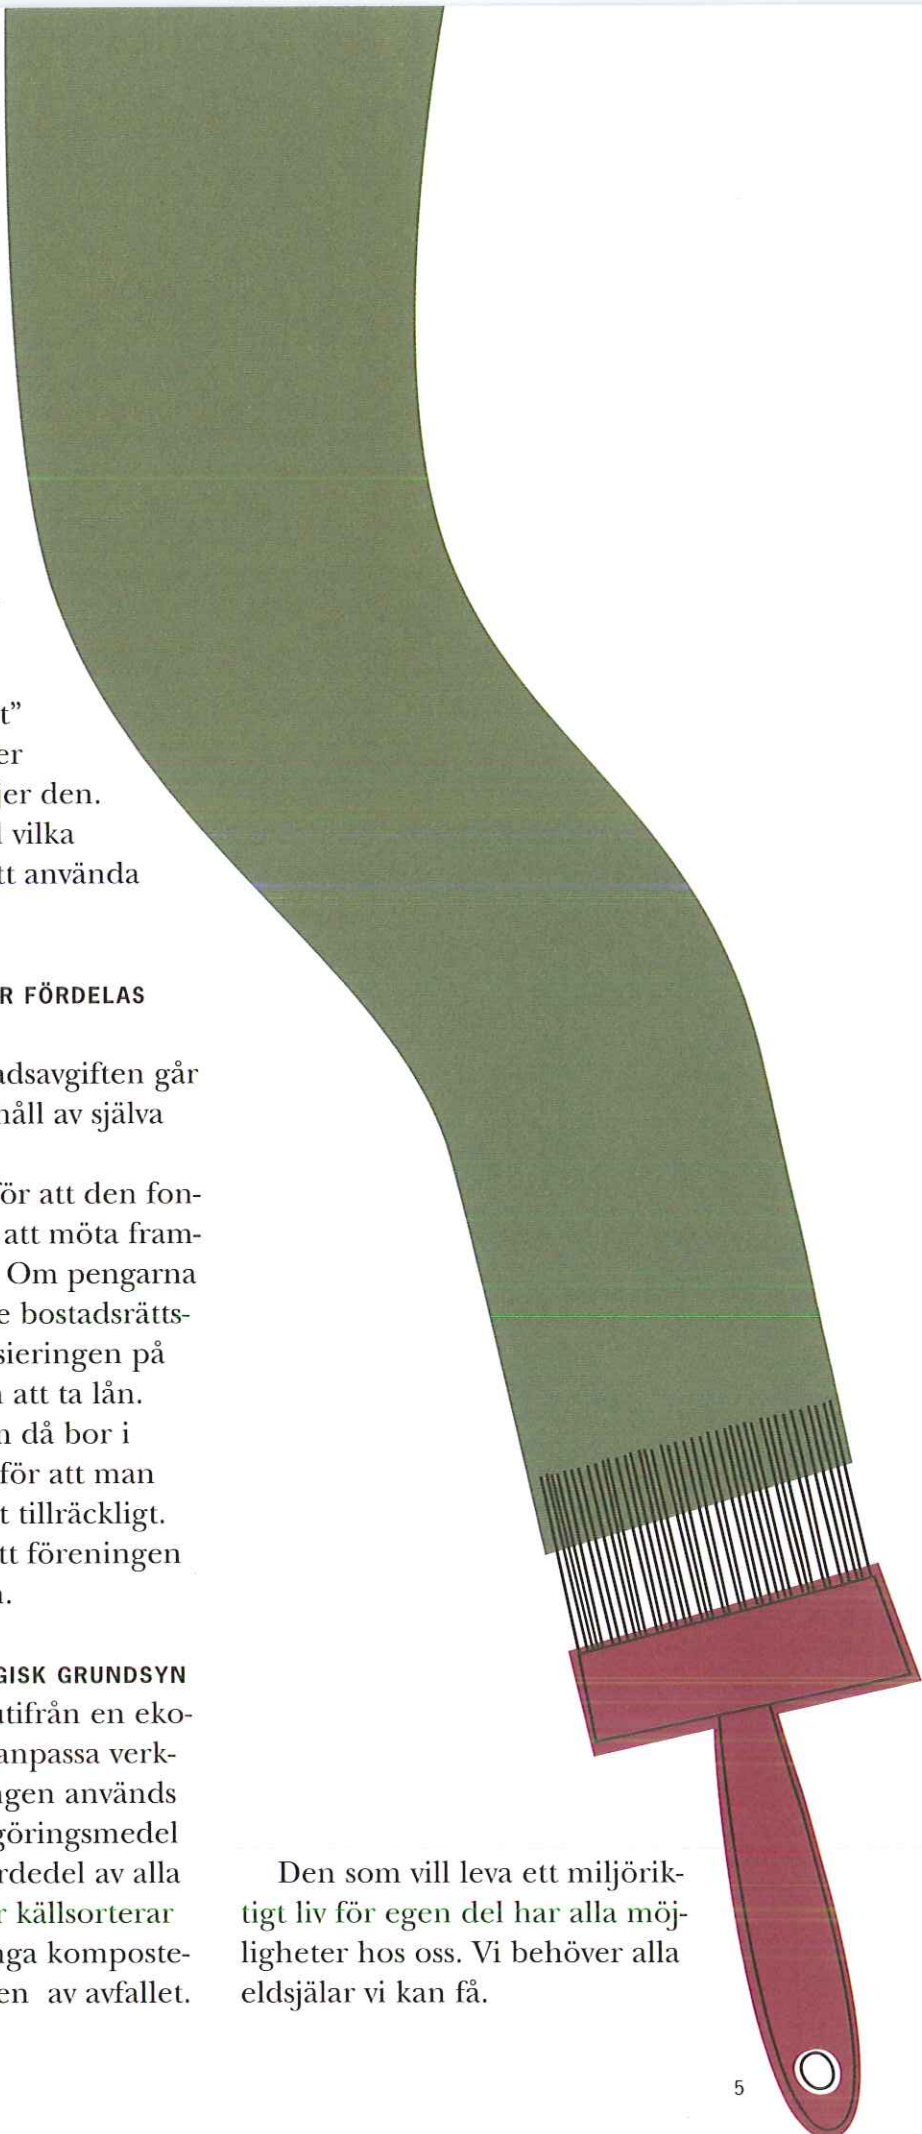 t”
er
jer den.
l vilka
tt använda
R FÖRDELAS
adsavgiften går
håll av själva
för att den fon-
att möta fram-
Om pengarna
e bostadsrätts-
sieringen på
n att ta lån.
n då bor i
för att man
t tillräckligt.
tt föreningen
n.
GISK GRUNDSYN
utifrån en eko-
anpassa verk-
ngen används
göringsmedel
rdedel av alla
r källsorterar
nga komposte-
en av avfallet.
Den som vill leva ett miljörik-
tigt liv för egen del har alla möj-
ligheter hos oss. Vi behöver alla
eldsjälar vi kan få.
5